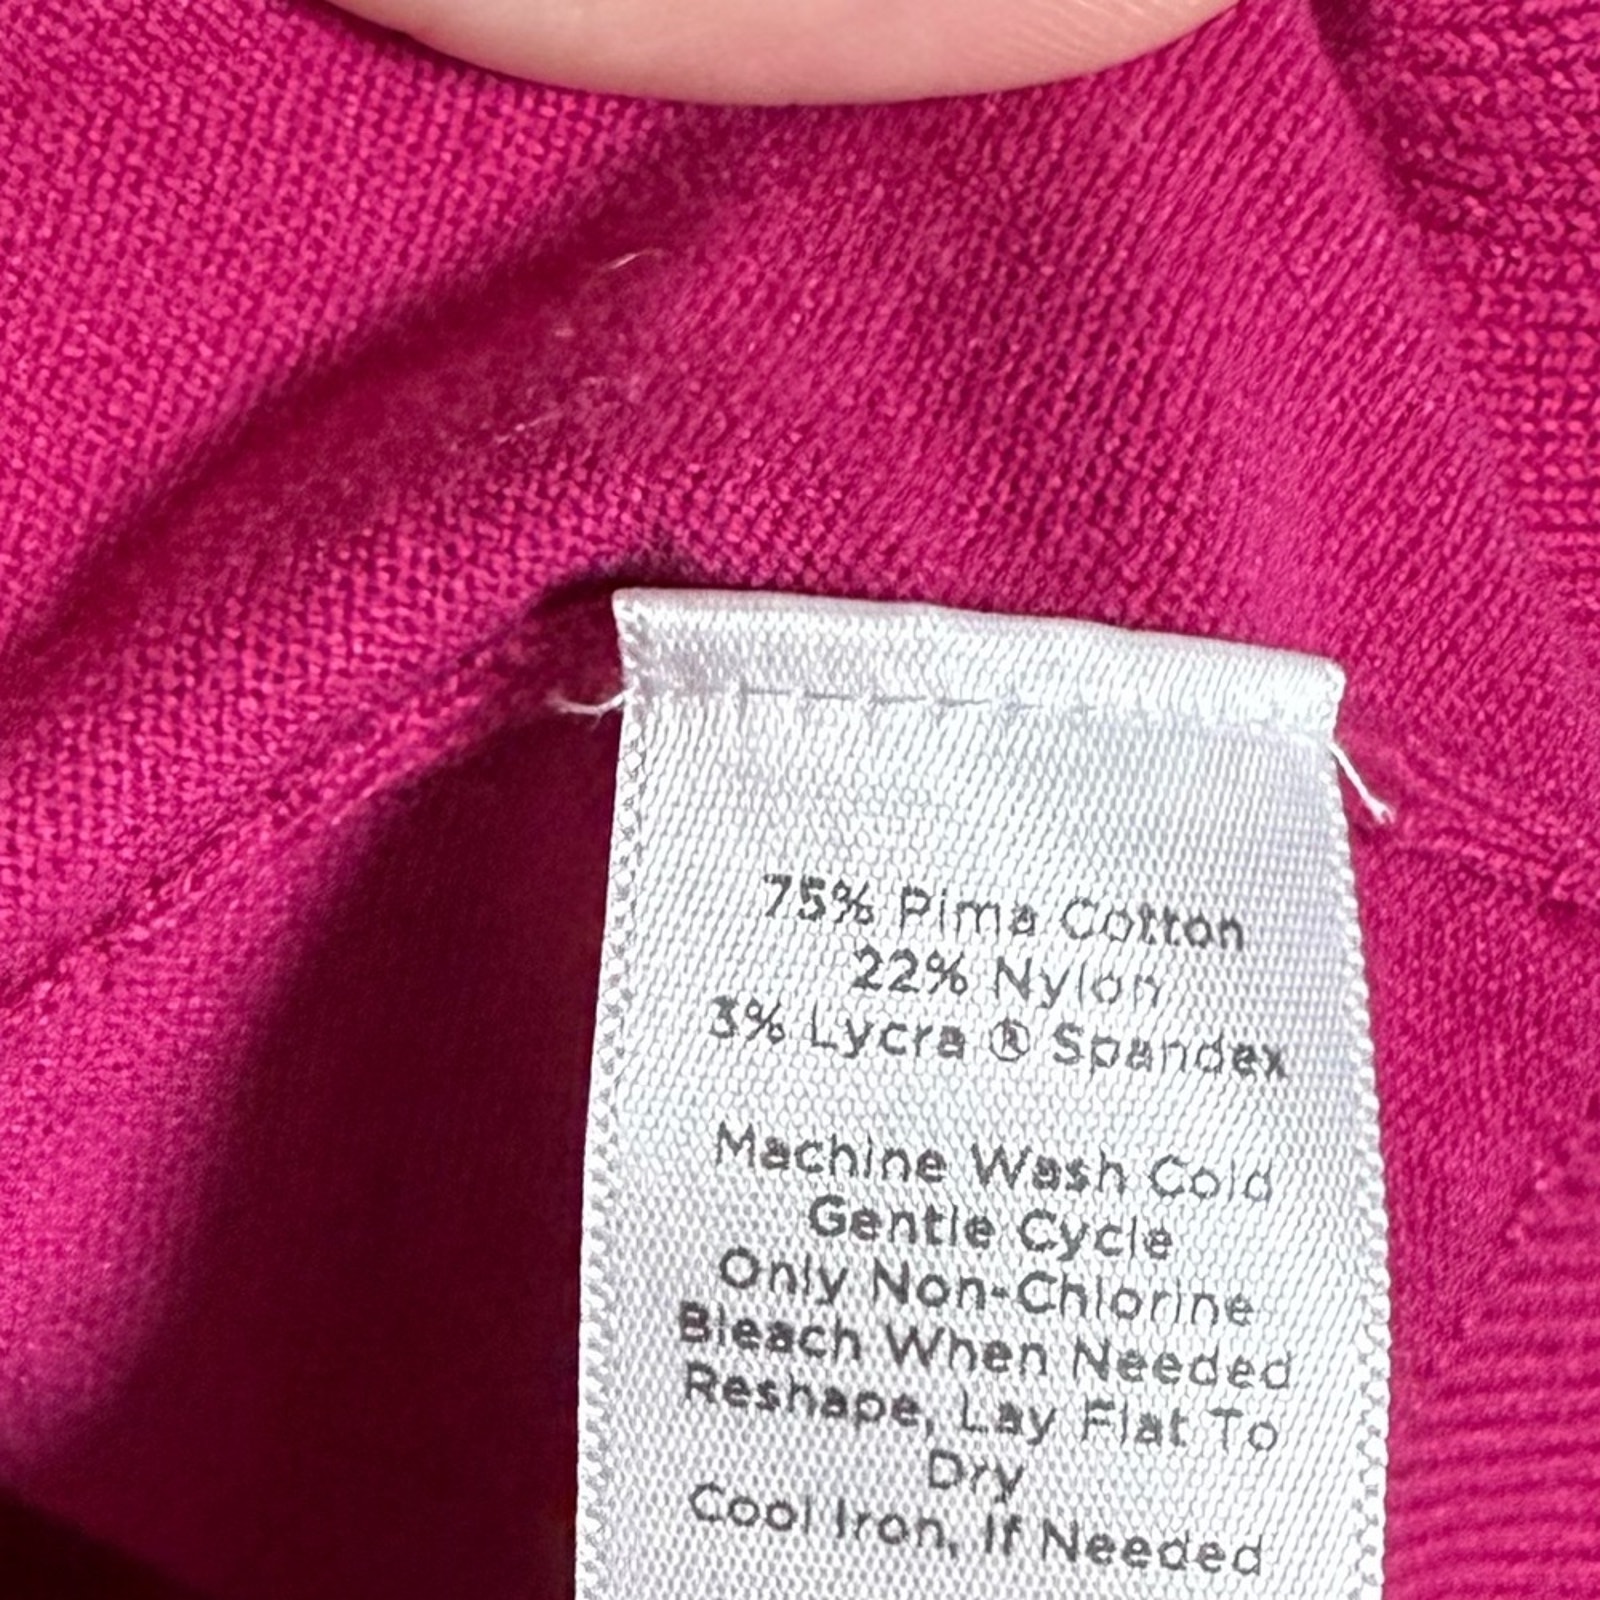 75% Pima Cotton
22% Nylon
3% Lycra ® Spandex
Machine Wash Cold
Gentle Cycle
Only Non-Chlorine
Bleach When Needed
Reshape, Lay Flat To
Dry
Cool Iron, If Needed